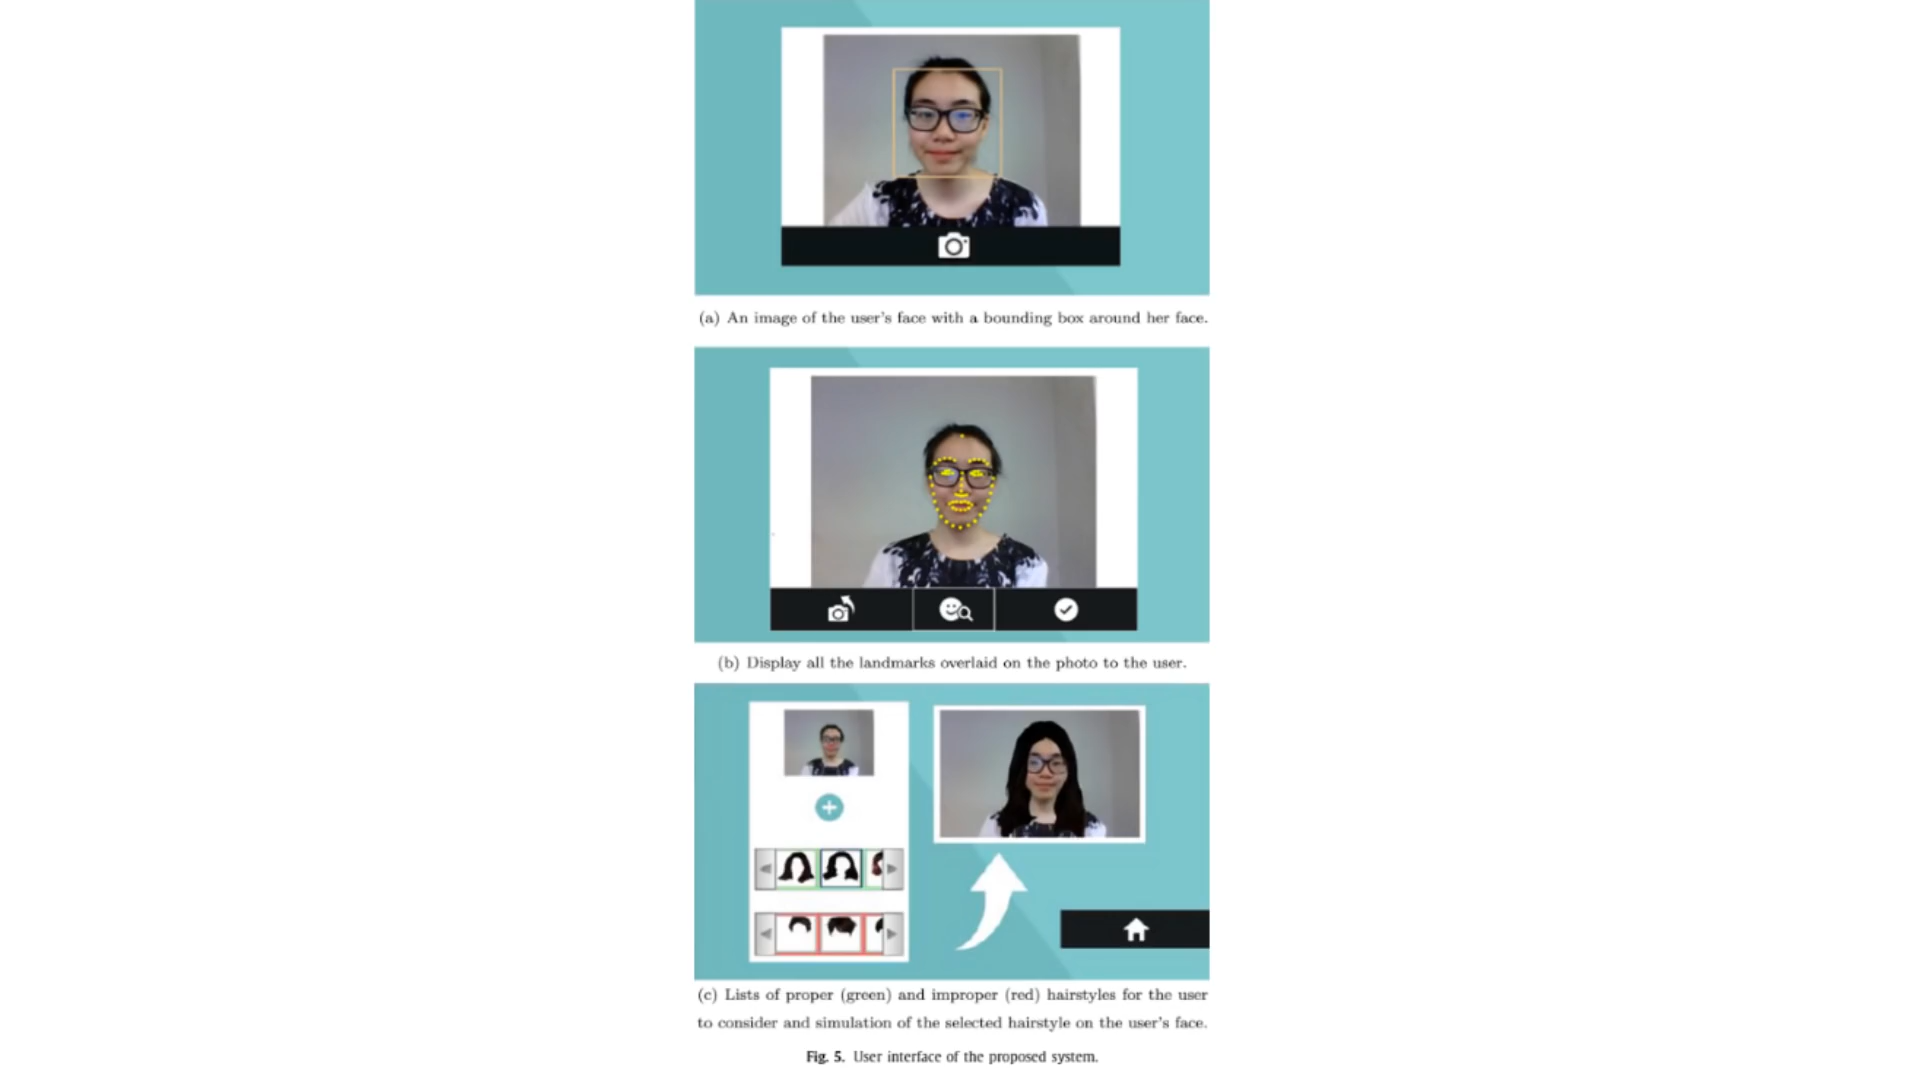 (a) An image of the user's face with a bounding box around her face.
(b) Display all the landmarks overlaid on the photo to the user.
(c) Lists of proper (green) and improper (red) hairstyles for the user
to consider and simulation of the selected hairstyle on the user's face.
Fig. 5. User interface of the proposed system.